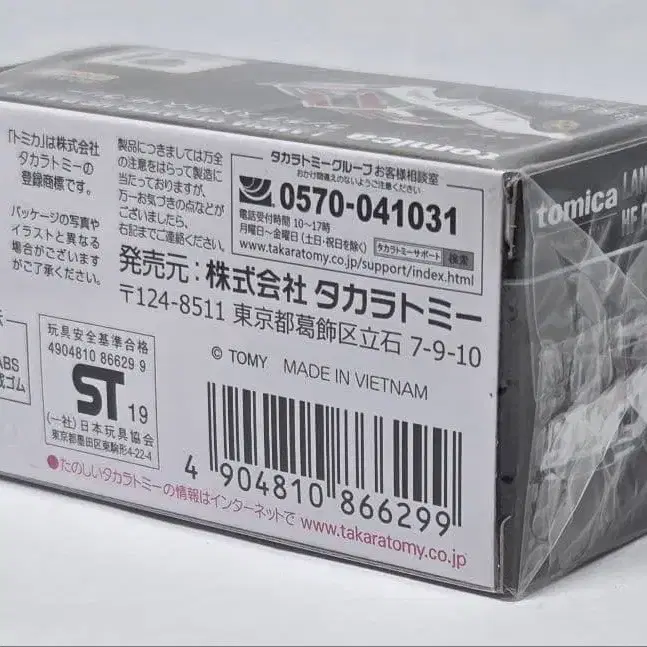 tomica
tomica
LAN
HF
「トミカ」は株式会社
タカラトミーの
登録商標です。
パッケージの写真や
イラストと異なる
場合がございます
がご了承ください。
製品につきましては万全
の注意をはらって製造に
当たっておりますが、
万一お気づきの点などが
ございましたら、
右記までご連絡ください。
タカラトミーグループ お客様相談室
おかけ間違えのないようご注意ください
0570-041031
電話受付時間 10〜17時
月曜日〜金曜日(土・日・祝日を除く)
タカラトミーサポート 検索
www.takaratomy.co.jp/support/index.html
発売元:株式会社 タカラトミー
〒124-8511 東京都葛飾区立石 7-9-10
© TOMY MADE IN VIETNAM
ABS
成ゴム
玩具安全基準合格
4904810 86629 9
ST 19
(一社)日本玩具協会
東京都墨田区東駒形4-22-4
4 904810 866299
●たのしいタカラトミーの情報はインターネットで www.takaratomy.co.jp